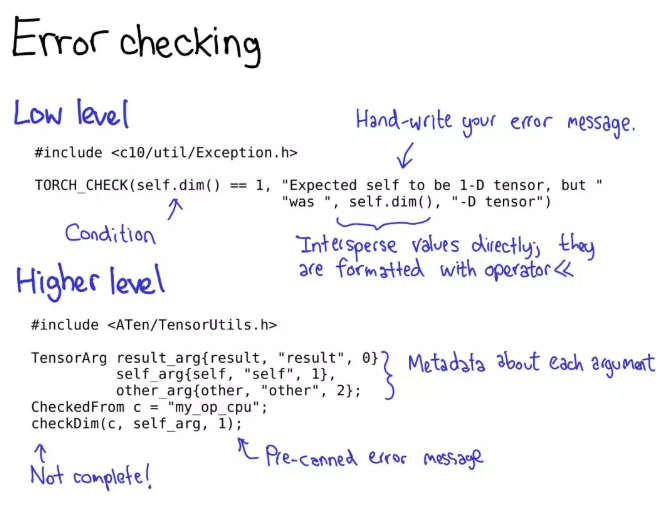 Error checking
Low level
Hand-write your error message.
#include <c10/util/Exception.h>
TORCH_CHECK(self.dim() == 1, "Expected self to be 1-D tensor, but "
"was ", self.dim(), "-D tensor")
Condition
Intersperse values directly; they
are formatted with operator<<
Higher level
#include <ATen/TensorUtils.h>
TensorArg result_arg{result, "result", 0}
self_arg{self, "self", 1},
other_arg{other, "other", 2};
Metadata about each argument
CheckedFrom c = "my_op_cpu";
checkDim(c, self_arg, 1);
Pre-canned error message
Not complete!